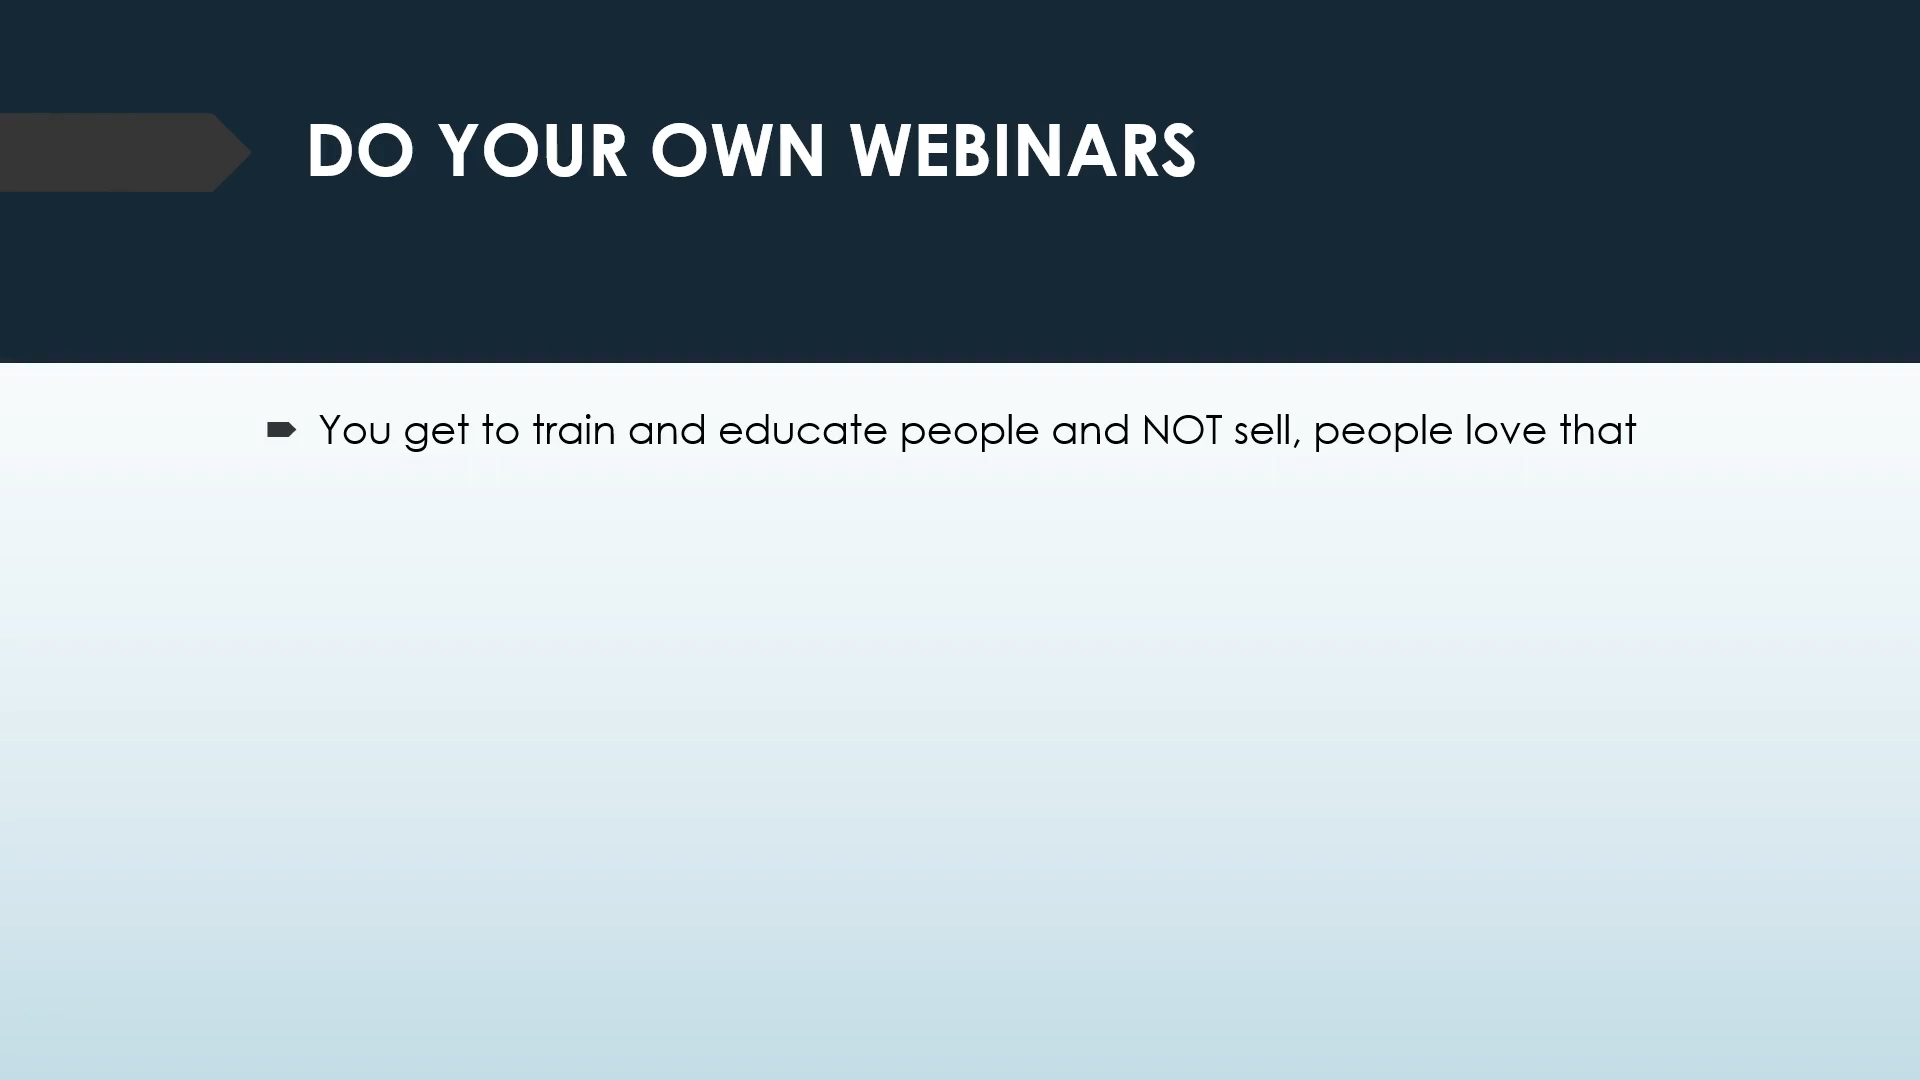 DO YOUR OWN WEBINARS
You get to train and educate people and NOT sell, people love that